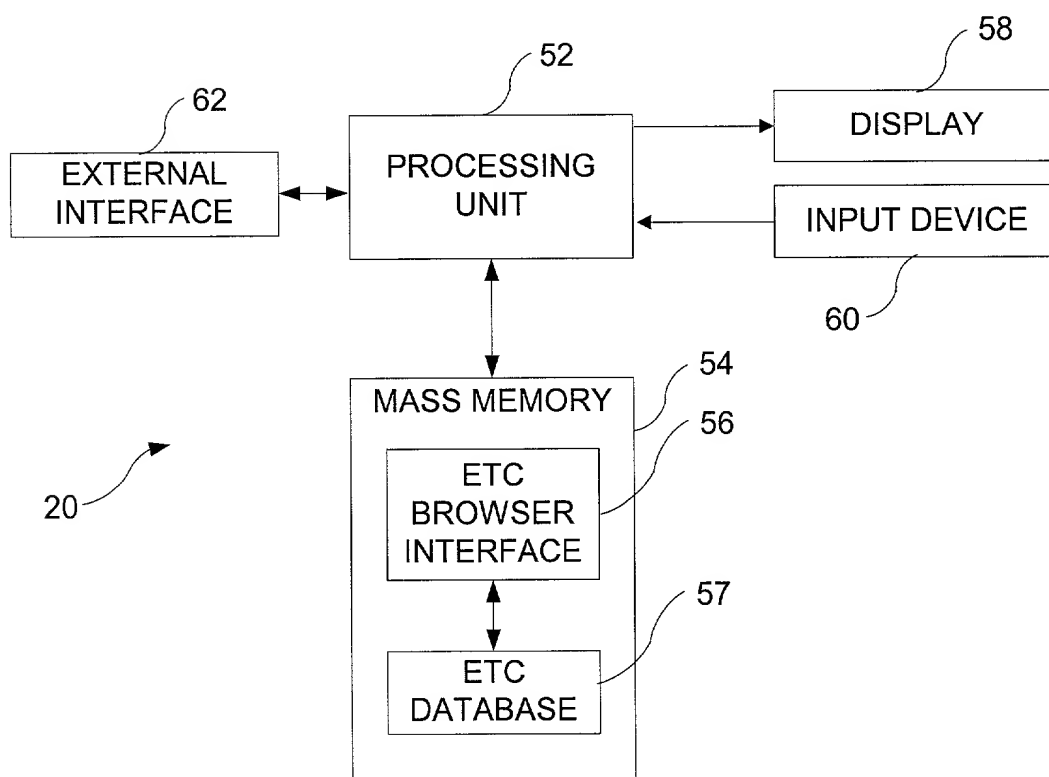 52
58
62
DISPLAY
EXTERNAL
INTERFACE
PROCESSING
UNIT
INPUT DEVICE
60
54
MASS MEMORY
56
ETC
BROWSER
INTERFACE
20
57
ETC
DATABASE